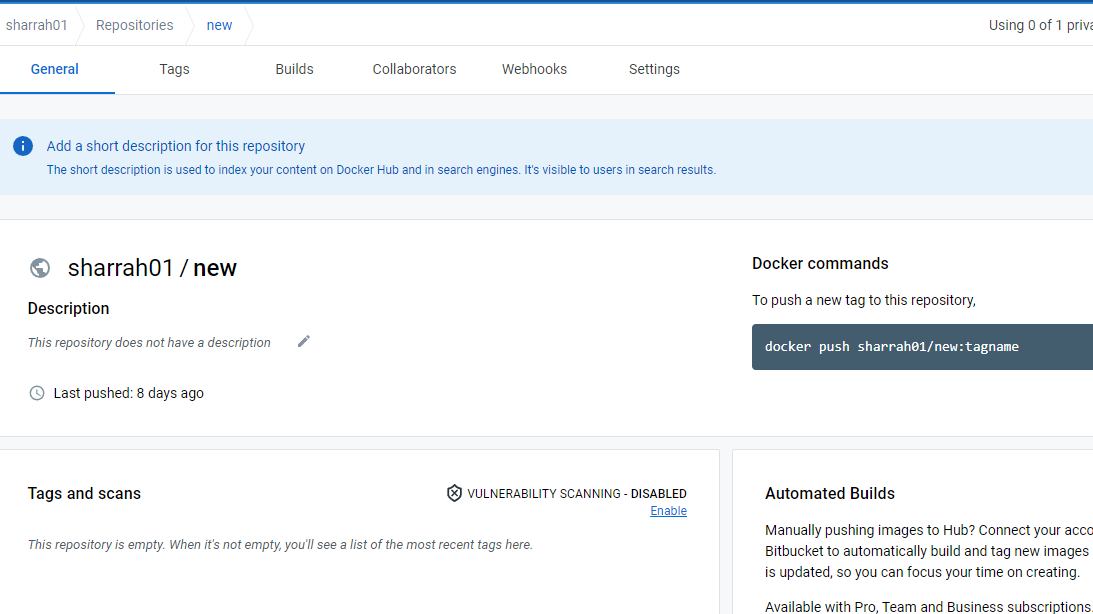 sharrah01 Repositories new Using 0 of 1
General Tags Builds Collaborators Webhooks Settings
Add a short description for this repository
The short description is used to index your content on Docker Hub and in search engines. It's visible to users in search results.
sharrah01 / new
Description
This repository does not have a description
Last pushed: 8 days ago
Docker commands
To push a new tag to this repository,
docker push sharrah01/new:tagname
Tags and scans
VULNERABILITY SCANNING - DISABLED
Enable
This repository is empty. When it's not empty, you'll see a list of the most recent tags here.
Automated Builds
Manually pushing images to Hub? Connect your
Bitbucket to automatically build and tag new images
is updated, so you can focus your time on creating.
Available with Pro, Team and Business subscriptions.